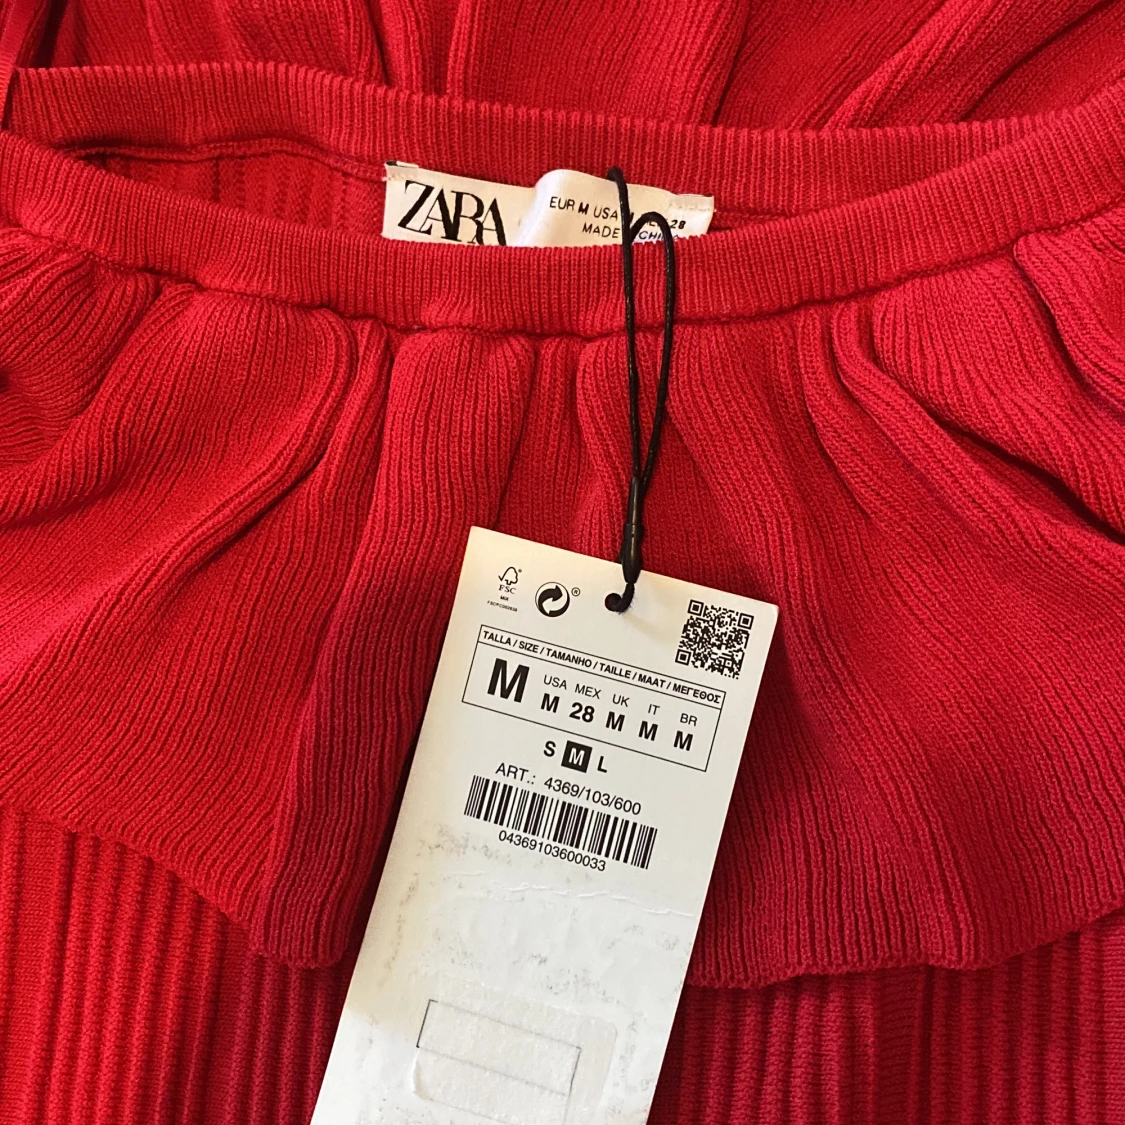 ZARA
EUR M USA 28
MADE
FSC
MIX
TALLA / SIZE / TAMANHO / TAILLE / MAAT / ΜΕΓΕΘΟΣ
M
USA MEX UK IT BR
M 28 M M M
S M L
ART.: 4369/103/600
04369103600033